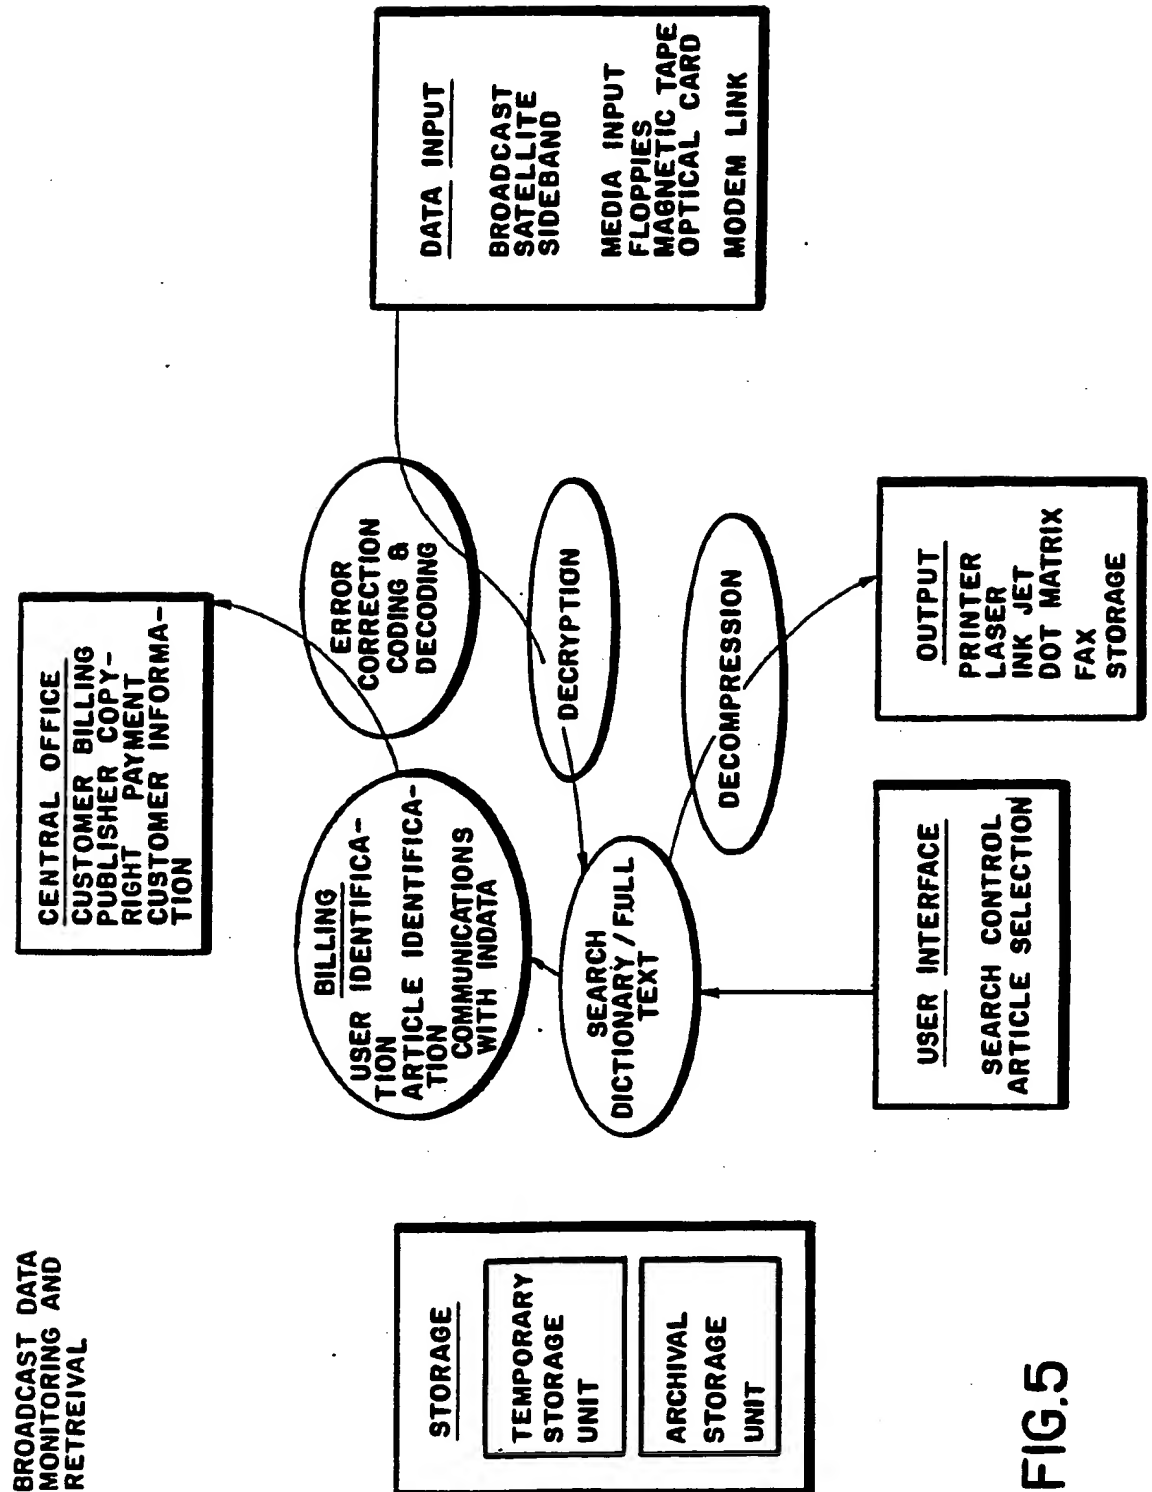 BROADCAST DATA
MONITORING AND
RETREIVAL
CENTRAL OFFICE
CUSTOMER BILLING
PUBLISHER COPY-
RIGHT PAYMENT
CUSTOMER INFORMA-
TION
STORAGE
TEMPORARY
STORAGE
UNIT
ARCHIVAL
STORAGE
UNIT
BILLING
USER IDENTIFICA-
TION
ARTICLE IDENTIFICA-
TION
COMMUNICATIONS
WITH INDATA
ERROR
CORRECTION
CODING &
DECODING
DATA INPUT
BROADCAST
SATELLITE
SIDEBAND
MEDIA INPUT
FLOPPIES
MAGNETIC TAPE
OPTICAL CARD
MODEM LINK
DECRYPTION
SEARCH
DICTIONARY/FULL
TEXT
DECOMPRESSION
USER INTERFACE
SEARCH CONTROL
ARTICLE SELECTION
OUTPUT
PRINTER
LASER
INK JET
DOT MATRIX
FAX
STORAGE
FIG.5